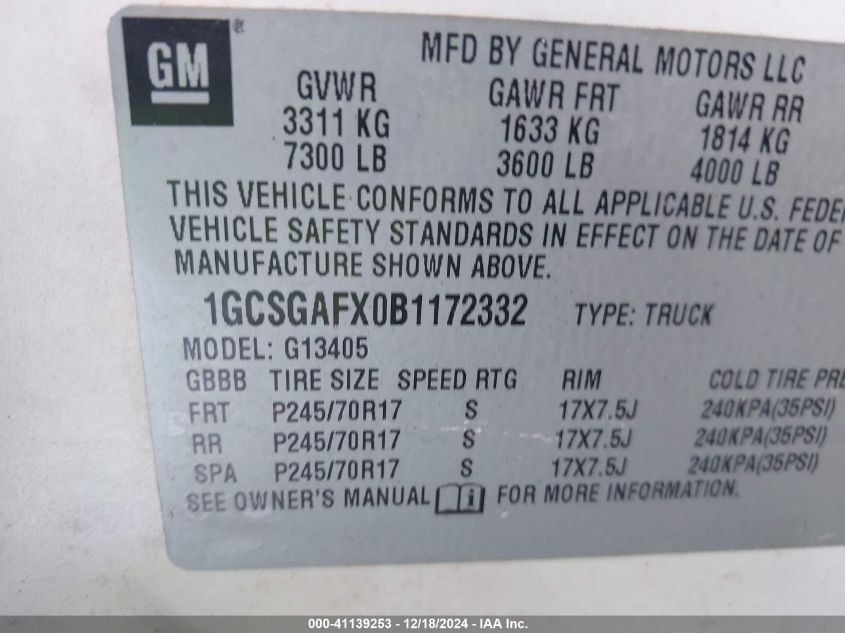 GM®
MFD BY GENERAL MOTORS LLC
GVWR GAWR FRT GAWR RR
3311 KG 1633 KG 1814 KG
7300 LB 3600 LB 4000 LB
THIS VEHICLE CONFORMS TO ALL APPLICABLE U.S.
VEHICLE SAFETY STANDARDS IN EFFECT ON THE DATE OF
MANUFACTURE SHOWN ABOVE.
1GCSGAFX0B1172332 TYPE: TRUCK
MODEL: G13405
GBBB TIRE SIZE SPEED RTG RIM COLD TIRE
FRT P245/70R17 S 17X7.5J 240KPA(35PSI)
RR P245/70R17 S 17X7.5J 240KPA(35PSI)
SPA P245/70R17 S 17X7.5J 240KPA(35PSI)
SEE OWNER'S MANUAL i FOR MORE INFORMATION.
000-41139253 - 12/18/2024 - IAA Inc.